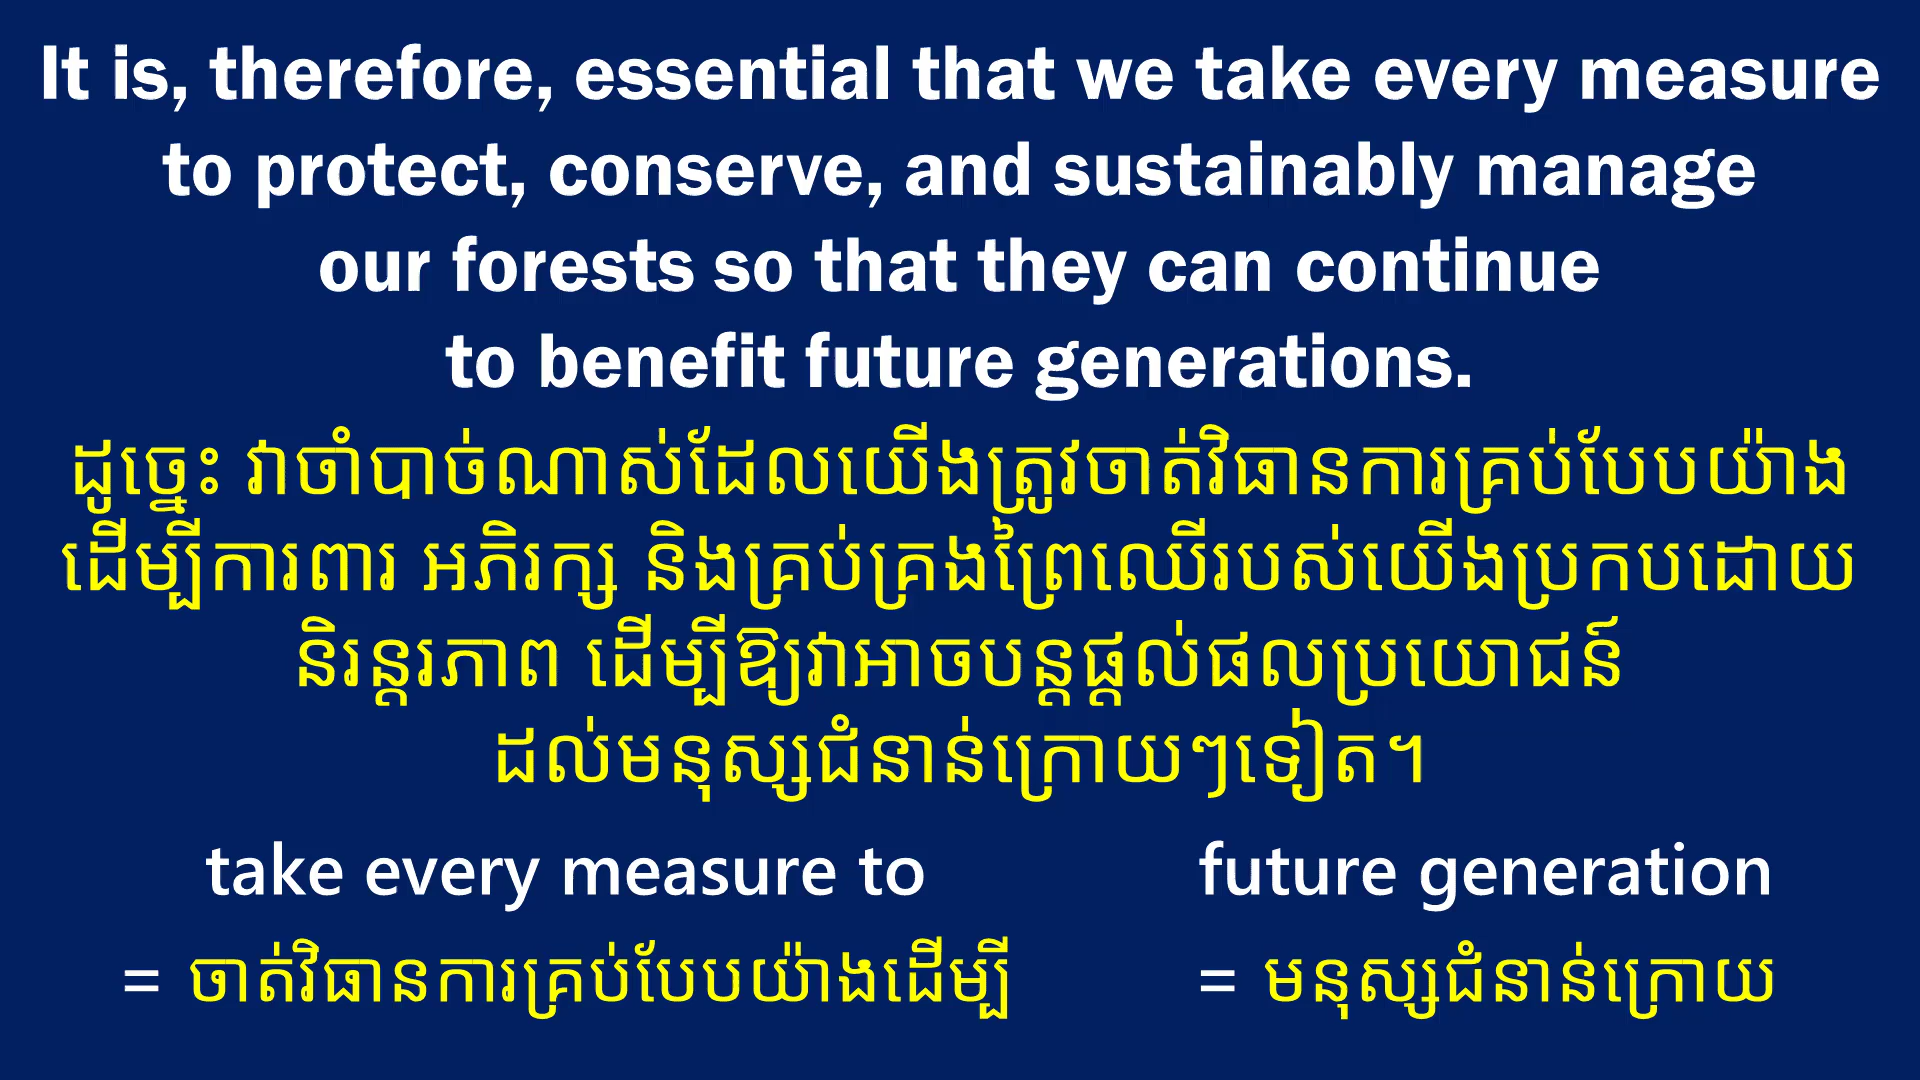 It is, therefore, essential that we take every measure
to protect, conserve, and sustainably manage
our forests so that they can continue
to benefit future generations.
ដូច្នេះ វាចាំបាច់ណាស់ដែលយើងត្រូវចាត់វិធានការគ្រប់បែបយ៉ាង
ដើម្បីការពារ អភិរក្ស និងគ្រប់គ្រងព្រៃឈើរបស់យើងប្រកបដោយ
និរន្តរភាព ដើម្បីឱ្យវាអាចបន្តផ្តល់ផលប្រយោជន៍
ដល់មនុស្សជំនាន់ក្រោយៗទៀត។
take every measure to
= ចាត់វិធានការគ្រប់បែបយ៉ាងដើម្បី
future generation
= មនុស្សជំនាន់ក្រោយ